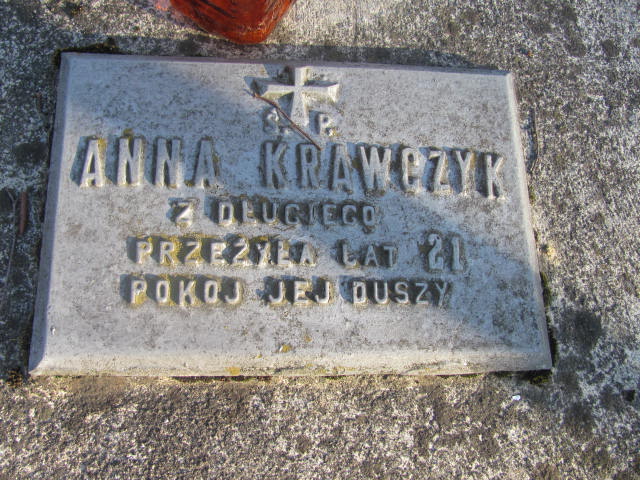 Ś. P.
ANNA KRAWCZYK
Z DŁUGIEGO
PRZEŻYŁA LAT 21
POKÓJ JEJ DUSZY